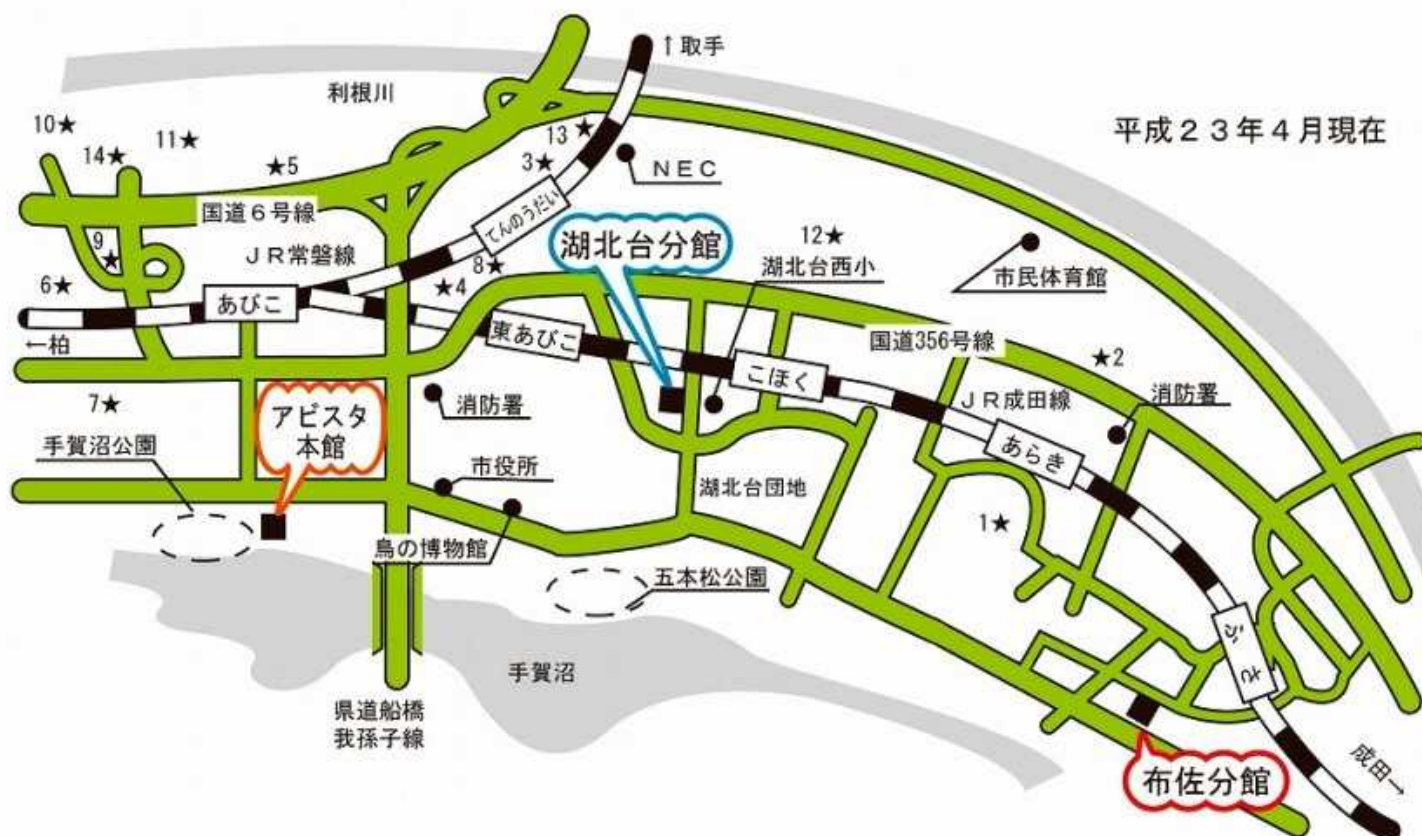 ↑取手
利根川
平成23年4月現在
10★
11★
13★
14★
★5
3★
NEC
国道6号線
てんのうだい
湖北台分館
12★
9★
JR常磐線
8★
湖北台西小
市民体育館
6★
あびこ
★4
東あびこ
国道356号線
←柏
★2
こほく
JR成田線
消防署
7★
アビスタ
本館
消防署
あらき
手賀沼公園
市役所
湖北台団地
1★
鳥の博物館
五本松公園
ふさ
手賀沼
県道船橋
我孫子線
布佐分館
成田→